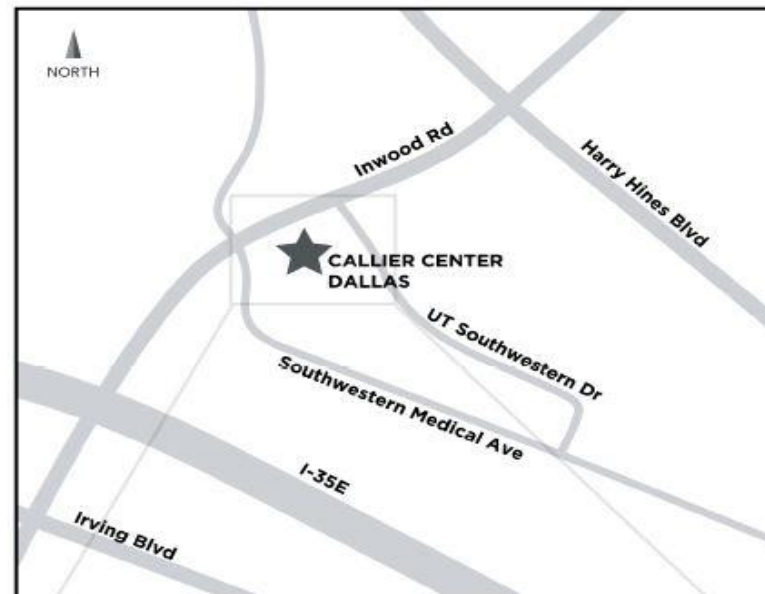 NORTH
Inwood Rd
Harry Hines Blvd
CALLIER CENTER
DALLAS
UT Southwestern Dr
Southwestern Medical Ave
I-35E
Irving Blvd